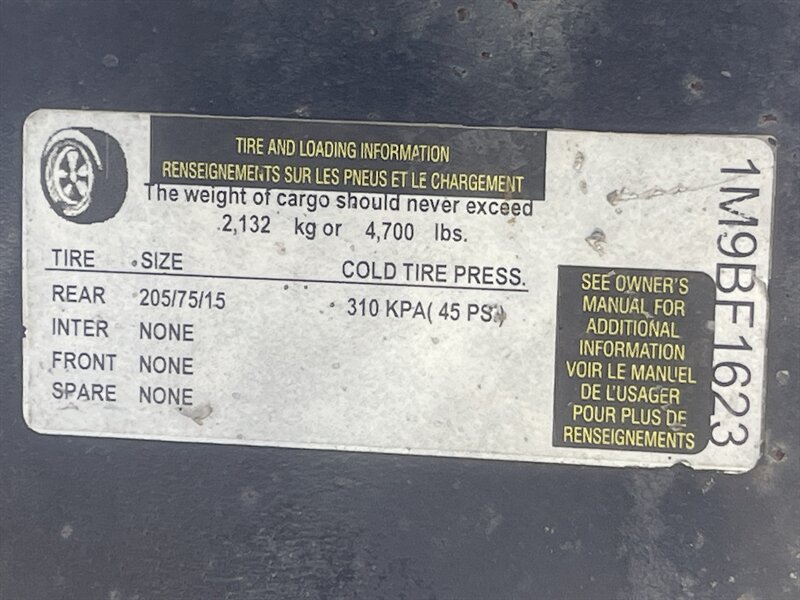 TIRE AND LOADING INFORMATION
RENSEIGNEMENTS SUR LES PNEUS ET LE CHARGEMENT
The weight of cargo should never exceed
2,132 kg or 4,700 lbs.
TIRE SIZE COLD TIRE PRESS.
REAR 205/75/15 310 KPA( 45 PS.)
INTER NONE
FRONT NONE
SPARE NONE
SEE OWNER'S
MANUAL FOR
ADDITIONAL
INFORMATION
VOIR LE MANUEL
DE L'USAGER
POUR PLUS DE
RENSEIGNEMENTS
1M9BF1623